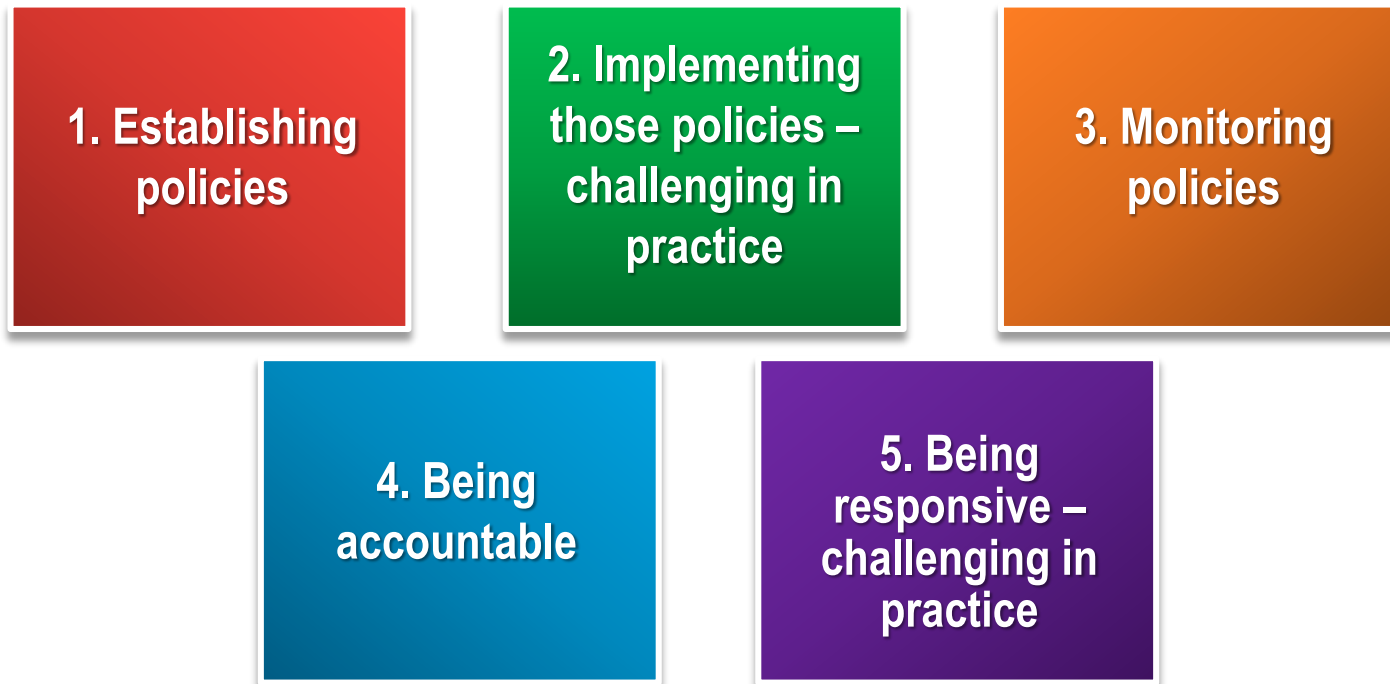 1. Establishing
policies
2. Implementing
those policies –
challenging in
practice
3. Monitoring
policies
4. Being
accountable
5. Being
responsive –
challenging in
practice